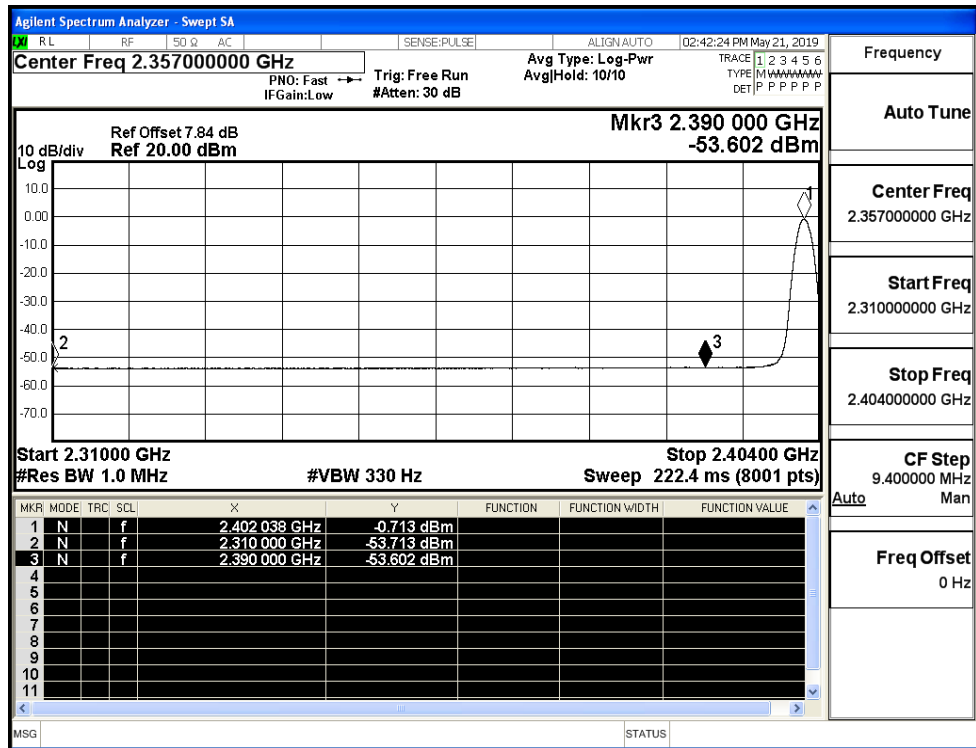 Agilent Spectrum Analyzer - Swept SA
LXI RL RF 50 Ω AC SENSE:PULSE ALIGN AUTO 02:42:24 PM May 21, 2019
Center Freq 2.357000000 GHz
PNO: Fast
IFGain:Low
Trig: Free Run
#Atten: 30 dB
Avg Type: Log-Pwr
Avg|Hold: 10/10
TRACE 1 2 3 4 5 6
TYPE M WWWWW
DET P P P P P P
Ref Offset 7.84 dB
10 dB/div Ref 20.00 dBm
Log
Mkr3 2.390 000 GHz
-53.602 dBm
10.0
0.00
-10.0
-20.0
-30.0
-40.0
-50.0
-60.0
-70.0
1
2
3
Start 2.31000 GHz Stop 2.40400 GHz
#Res BW 1.0 MHz #VBW 330 Hz Sweep 222.4 ms (8001 pts)
MKR MODE TRC SCL X Y FUNCTION FUNCTION WIDTH FUNCTION VALUE
1 N f 2.402 038 GHz -0.713 dBm
2 N f 2.310 000 GHz -53.713 dBm
3 N f 2.390 000 GHz -53.602 dBm
4
5
6
7
8
9
10
11
MSG STATUS
Frequency
Auto Tune
Center Freq
2.357000000 GHz
Start Freq
2.310000000 GHz
Stop Freq
2.404000000 GHz
CF Step
9.400000 MHz
Auto Man
Freq Offset
0 Hz